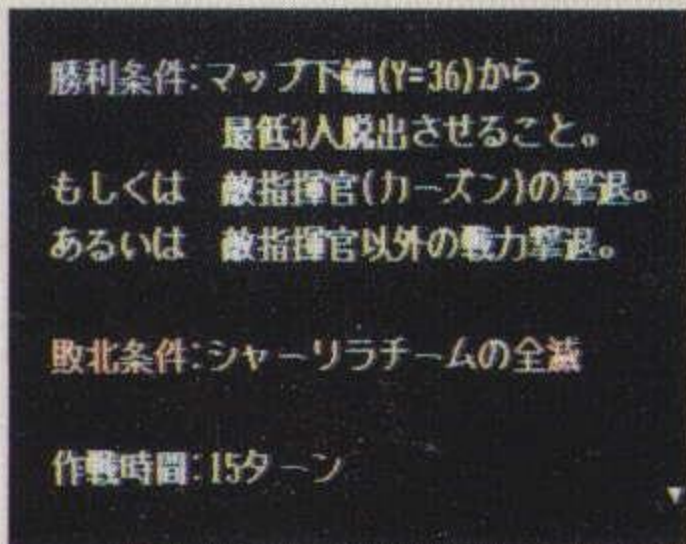 勝利条件:マップ下端(Y=36)から
最低3人脱出させること。
もしくは 敵指揮官(カーズン)の撃退。
あるいは 敵指揮官以外の戦力撃退。
敗北条件:シャーリラチームの全滅
作戦時間:15ターン
▼